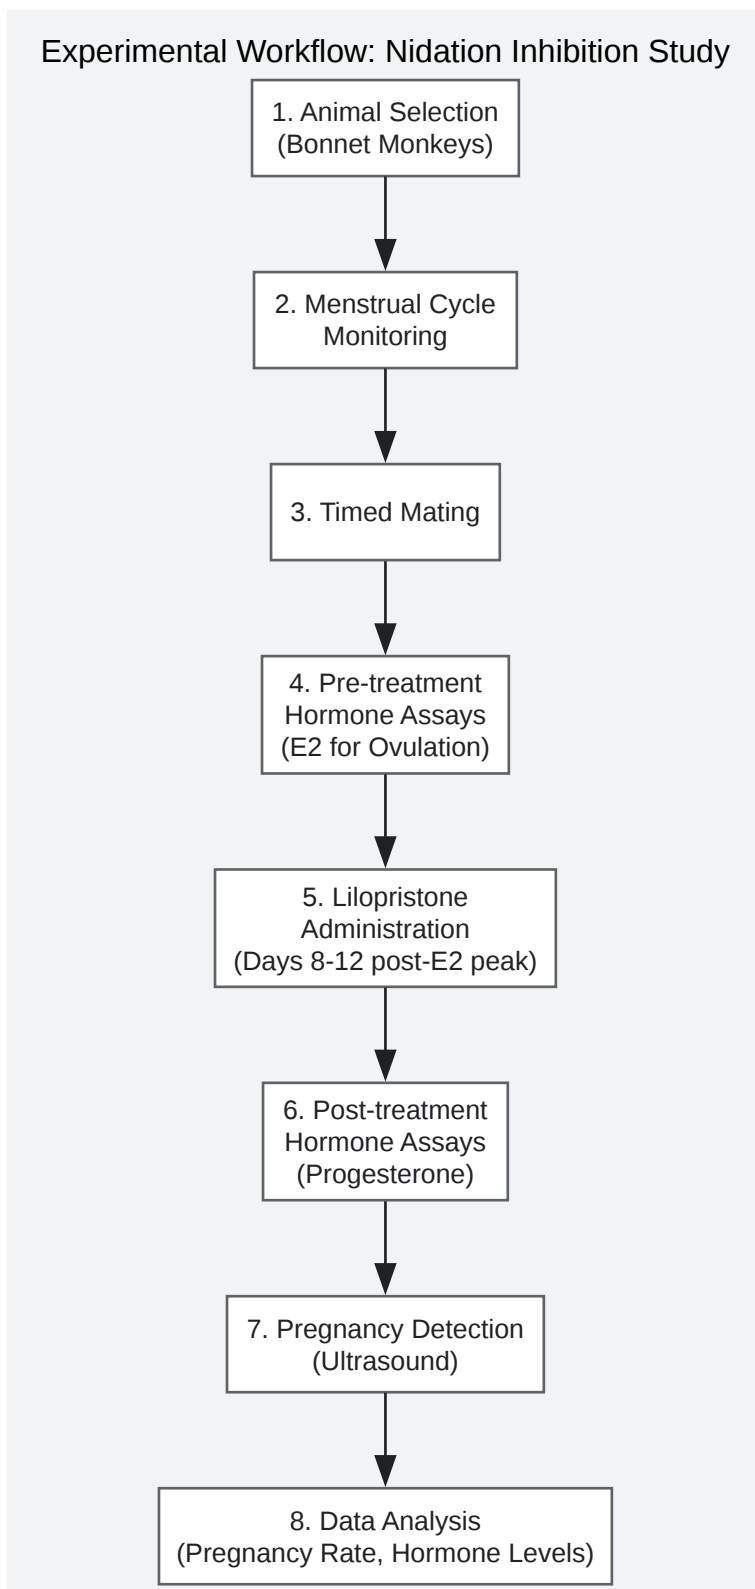 Experimental Workflow: Nidation Inhibition Study
1. Animal Selection
(Bonnet Monkeys)
2. Menstrual Cycle
Monitoring
3. Timed Mating
4. Pre-treatment
Hormone Assays
(E2 for Ovulation)
5. Lilopristone
Administration
(Days 8-12 post-E2 peak)
6. Post-treatment
Hormone Assays
(Progesterone)
7. Pregnancy Detection
(Ultrasound)
8. Data Analysis
(Pregnancy Rate, Hormone Levels)